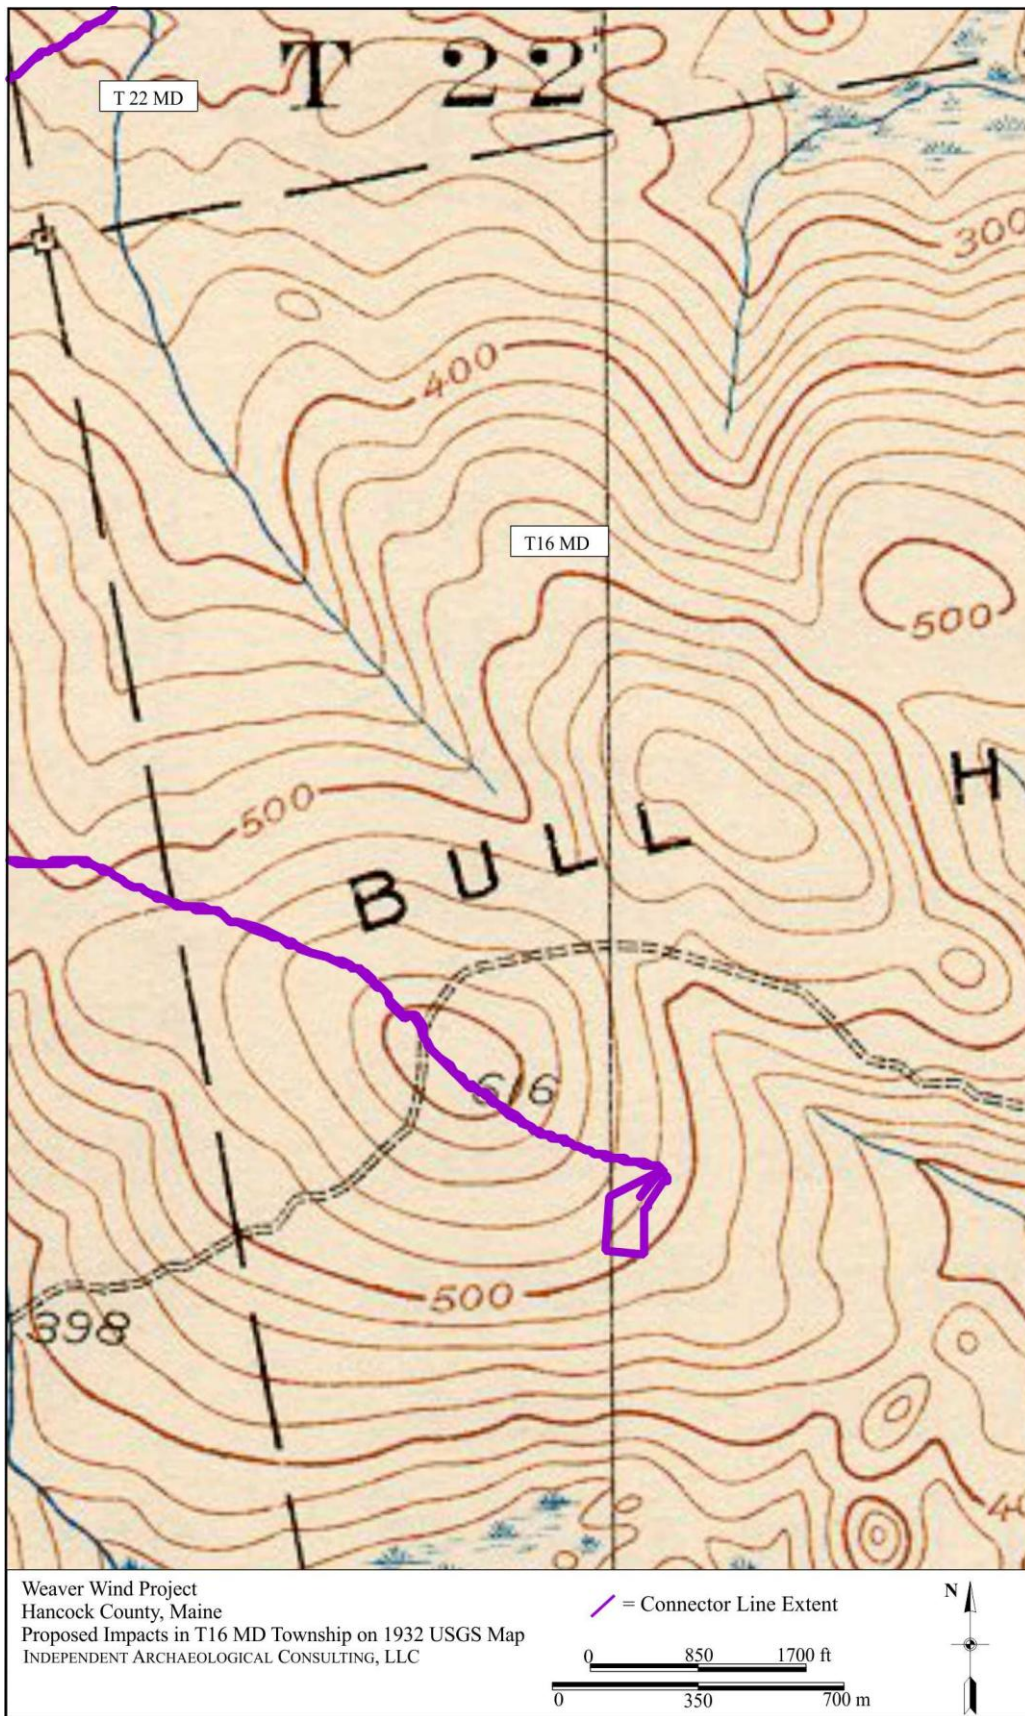 T 22
T 22 MD
300
400
T16 MD
500
H
500
BULL
616
500
398
Weaver Wind Project
Hancock County, Maine
Proposed Impacts in T16 MD Township on 1932 USGS Map
INDEPENDENT ARCHAEOLOGICAL CONSULTING, LLC
= Connector Line Extent
0 850 1700 ft
0 350 700 m
N